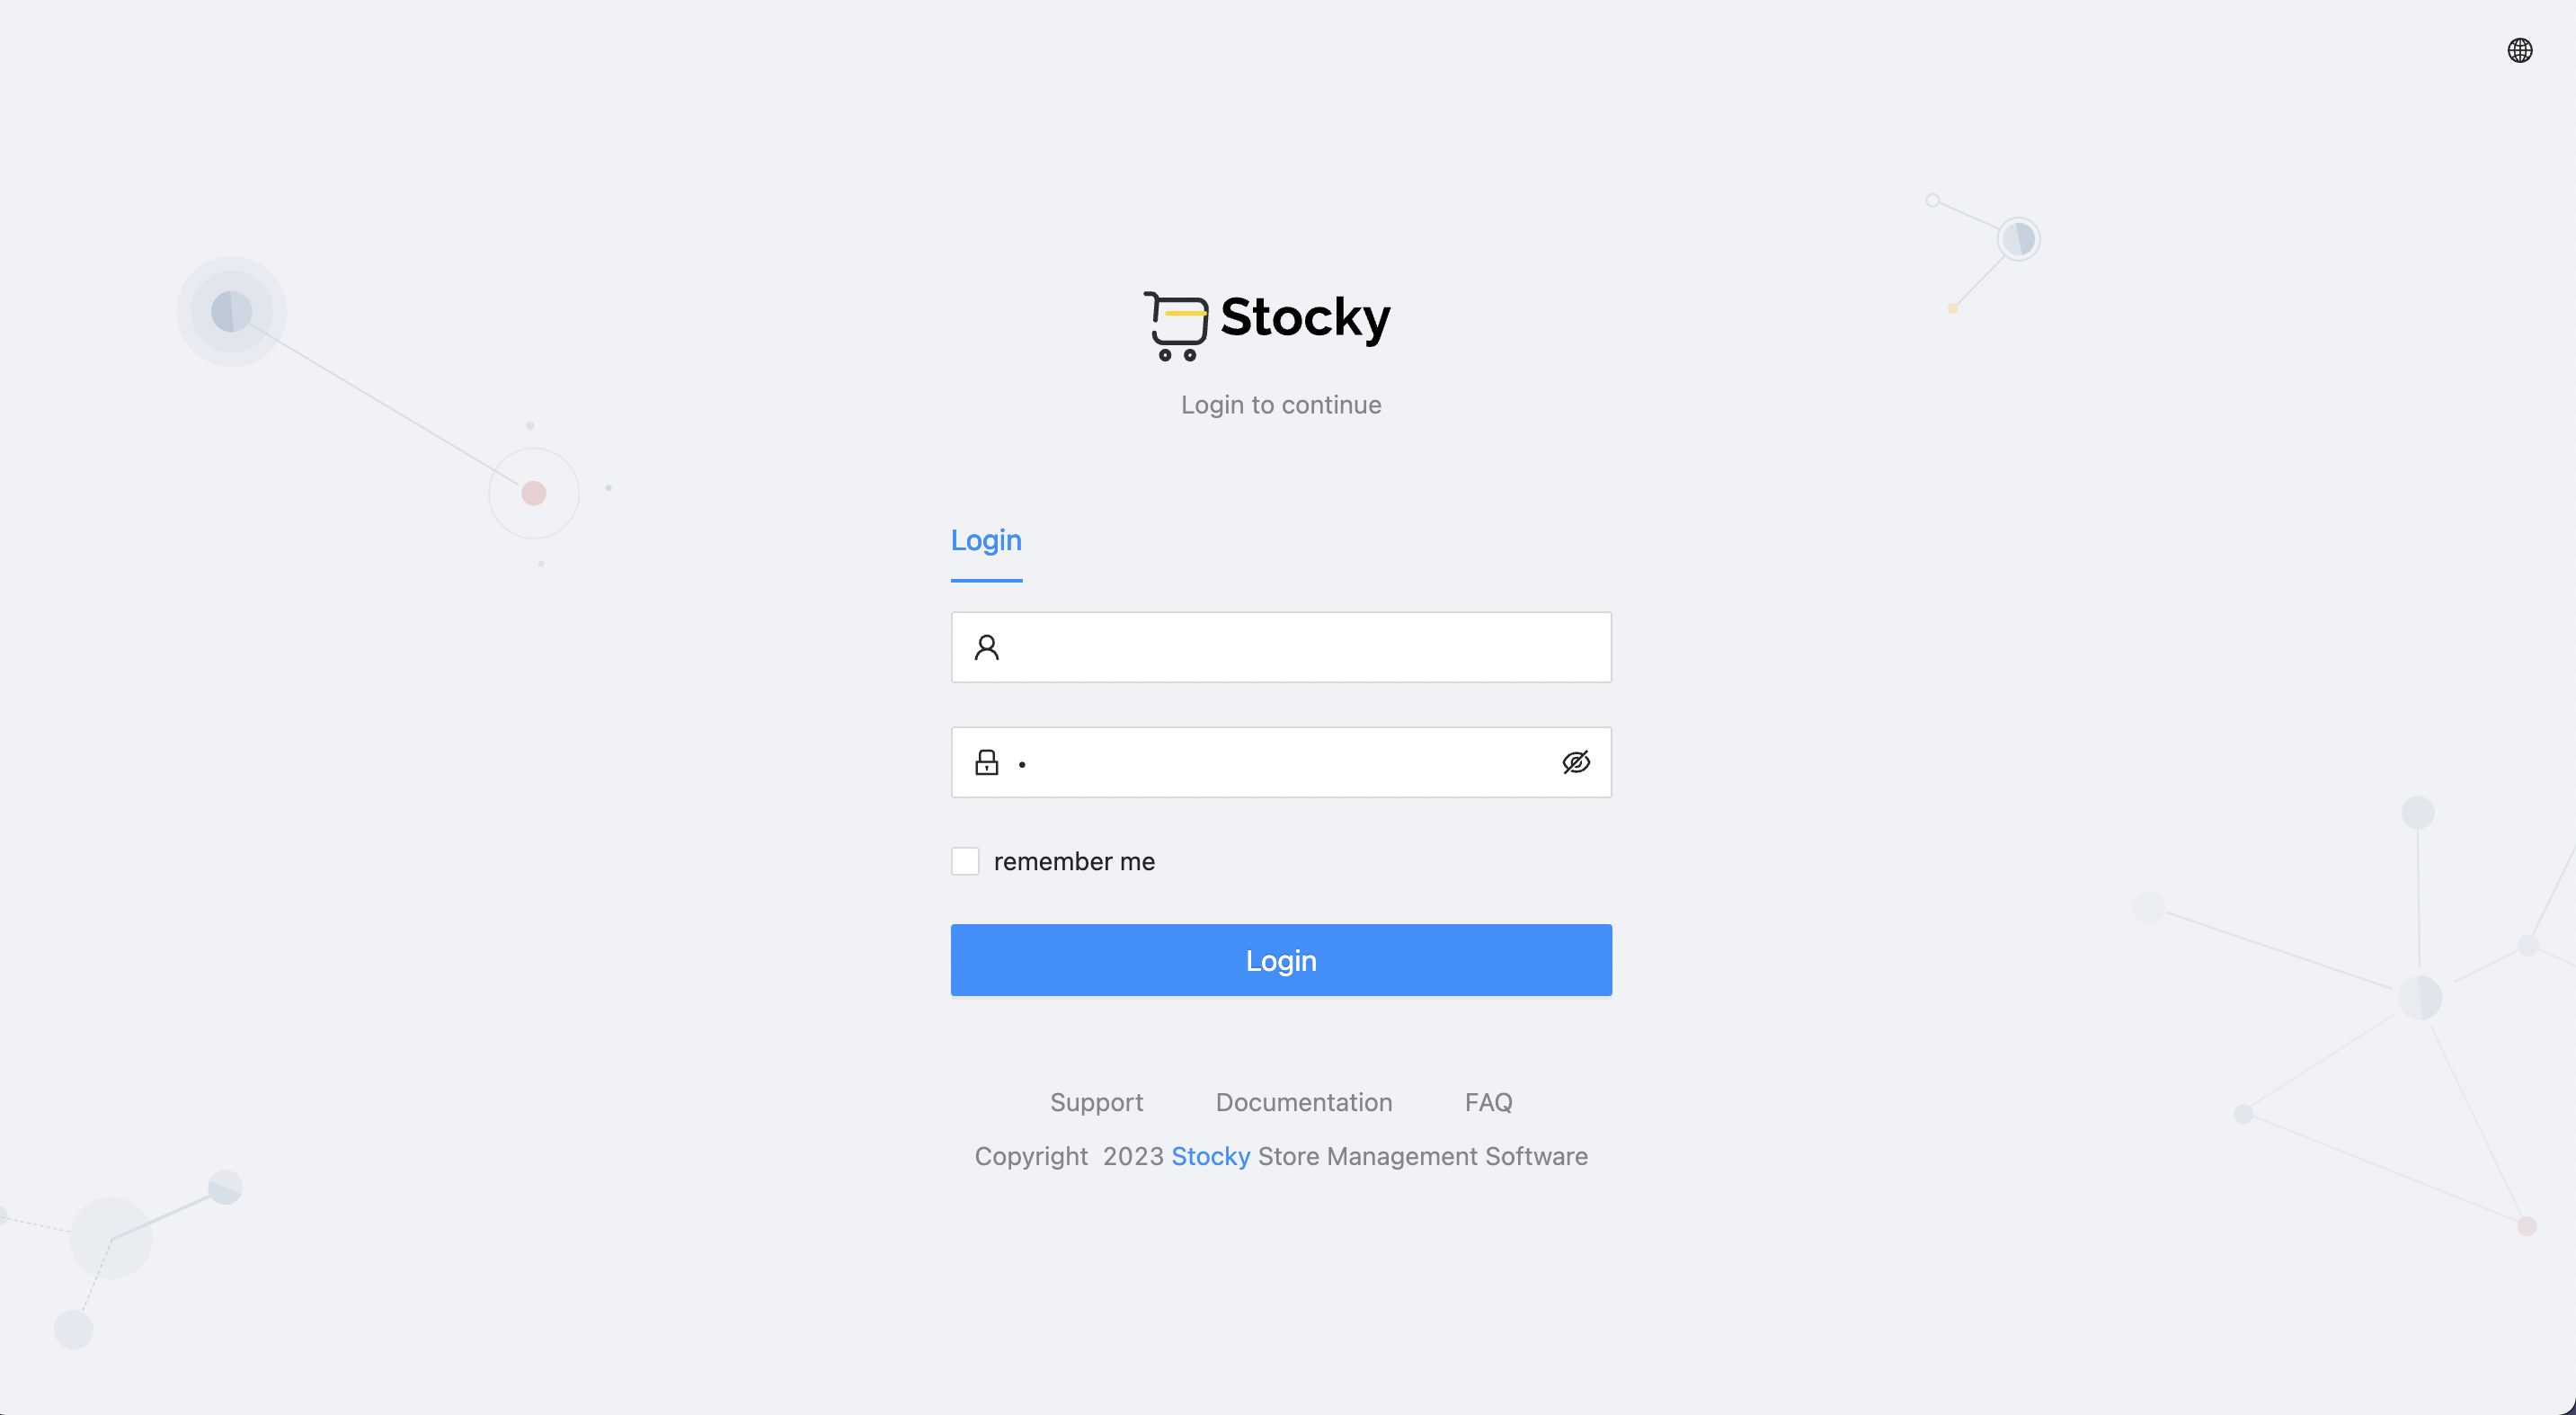 Stocky
Login to continue
Login
remember me
Login
Support Documentation FAQ
Copyright 2023 Stocky Store Management Software